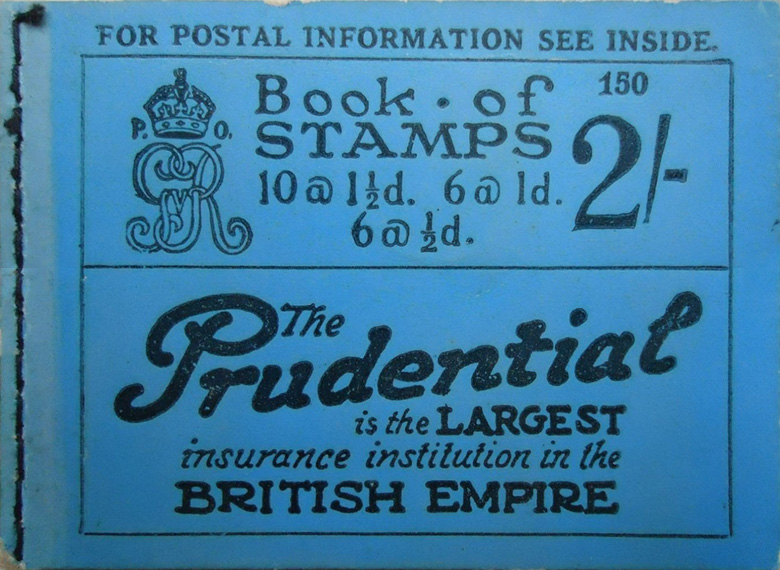 FOR POSTAL INFORMATION SEE INSIDE.
150
Book · of
STAMPS
2/-
P. O.
GvR
10 @ 1½d. 6 @ 1d.
6 @ ½d.
The
Prudential
is the LARGEST
insurance institution in the
BRITISH EMPIRE